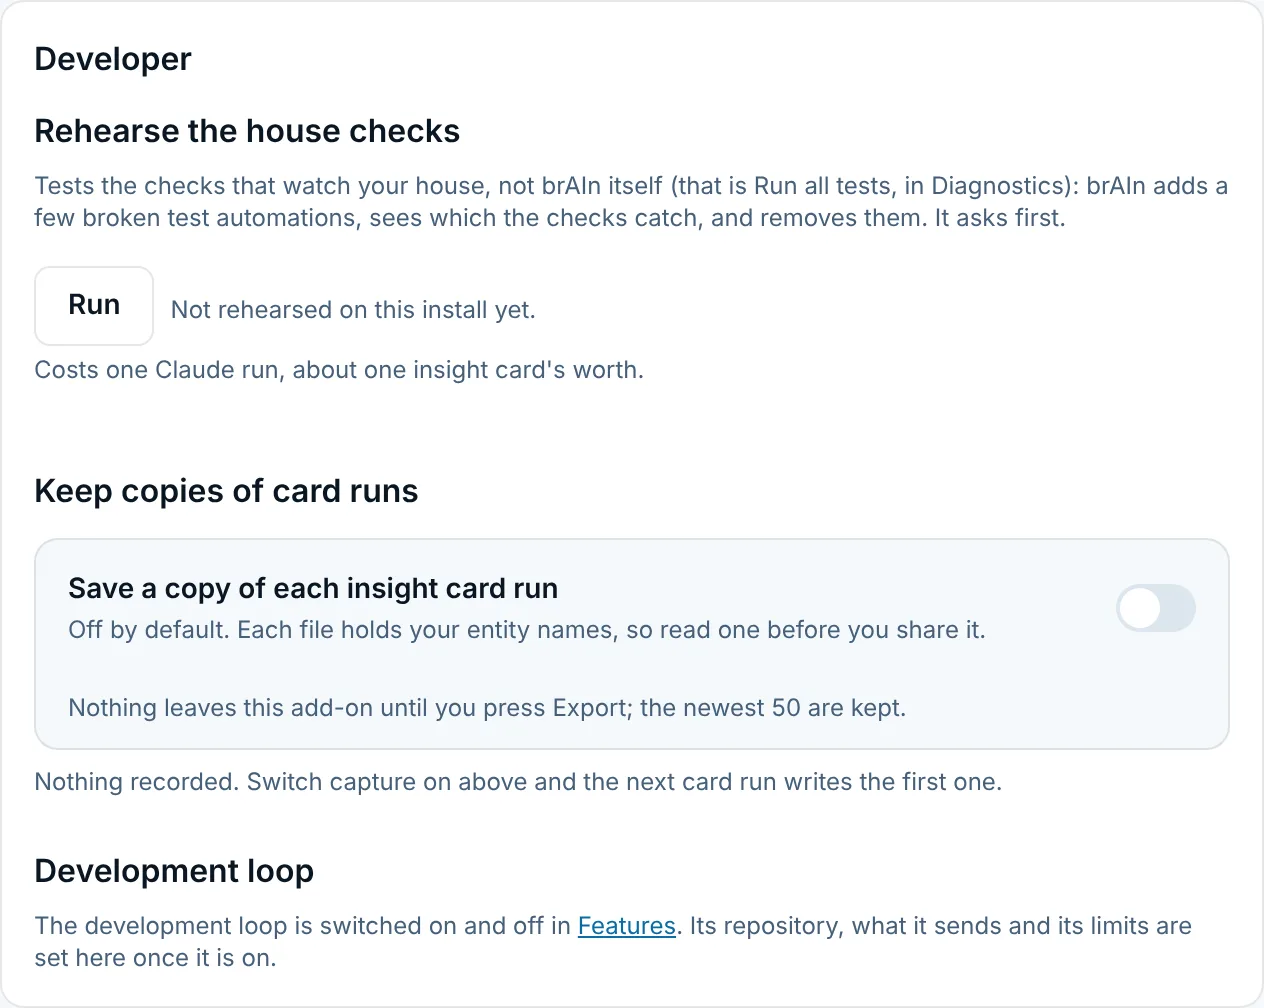 Developer
Rehearse the house checks
Tests the checks that watch your house, not brAIn itself (that is Run all tests, in Diagnostics): brAIn adds a
few broken test automations, sees which the checks catch, and removes them. It asks first.
Run
Not rehearsed on this install yet.
Costs one Claude run, about one insight card's worth.
Keep copies of card runs
Save a copy of each insight card run
Off by default. Each file holds your entity names, so read one before you share it.
Nothing leaves this add-on until you press Export; the newest 50 are kept.
Nothing recorded. Switch capture on above and the next card run writes the first one.
Development loop
The development loop is switched on and off in Features. Its repository, what it sends and its limits are
set here once it is on.